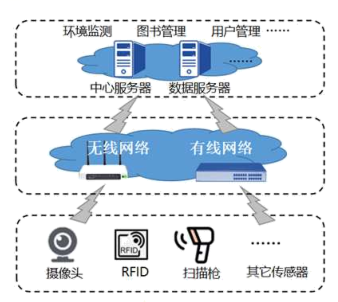 环境监测 图书管理 用户管理 ……
……
中心服务器 数据服务器
无线网络 有线网络
RFID
……
摄像头 RFID 扫描枪 其它传感器